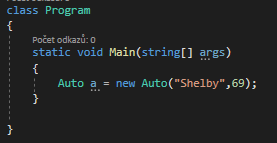 class Program
{
Počet odkazů: 0
static void Main(string[] args)
{
Auto a = new Auto("Shelby",69);
}
}